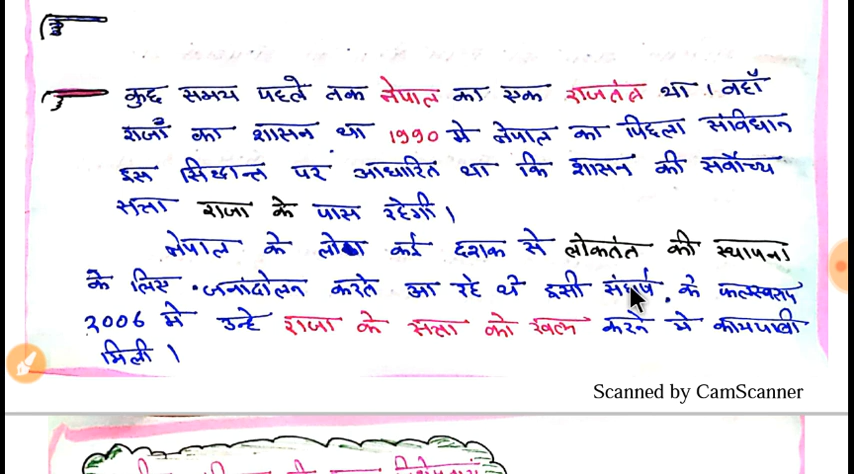 कुछ समय पहले तक नेपाल का एक राजतंत था । वहाँ
राजा का शासन था 1990 मे नेपाल का पिछला संविधान
इस सिद्धान्त पर आधारित था कि शासन की सर्वोच्य
सत्ता राजा के पास रहेगी ।
नेपाल के लोग कई दशक से लोकतंत की स्थापना
के लिए जनांदोलन करते आ रहे थे इसी संघर्ष के फलस्वरूप
2006 मे उन्हे राजा के सत्ता को खत्म करने मे कामयाबी
मिली ।
Scanned by CamScanner